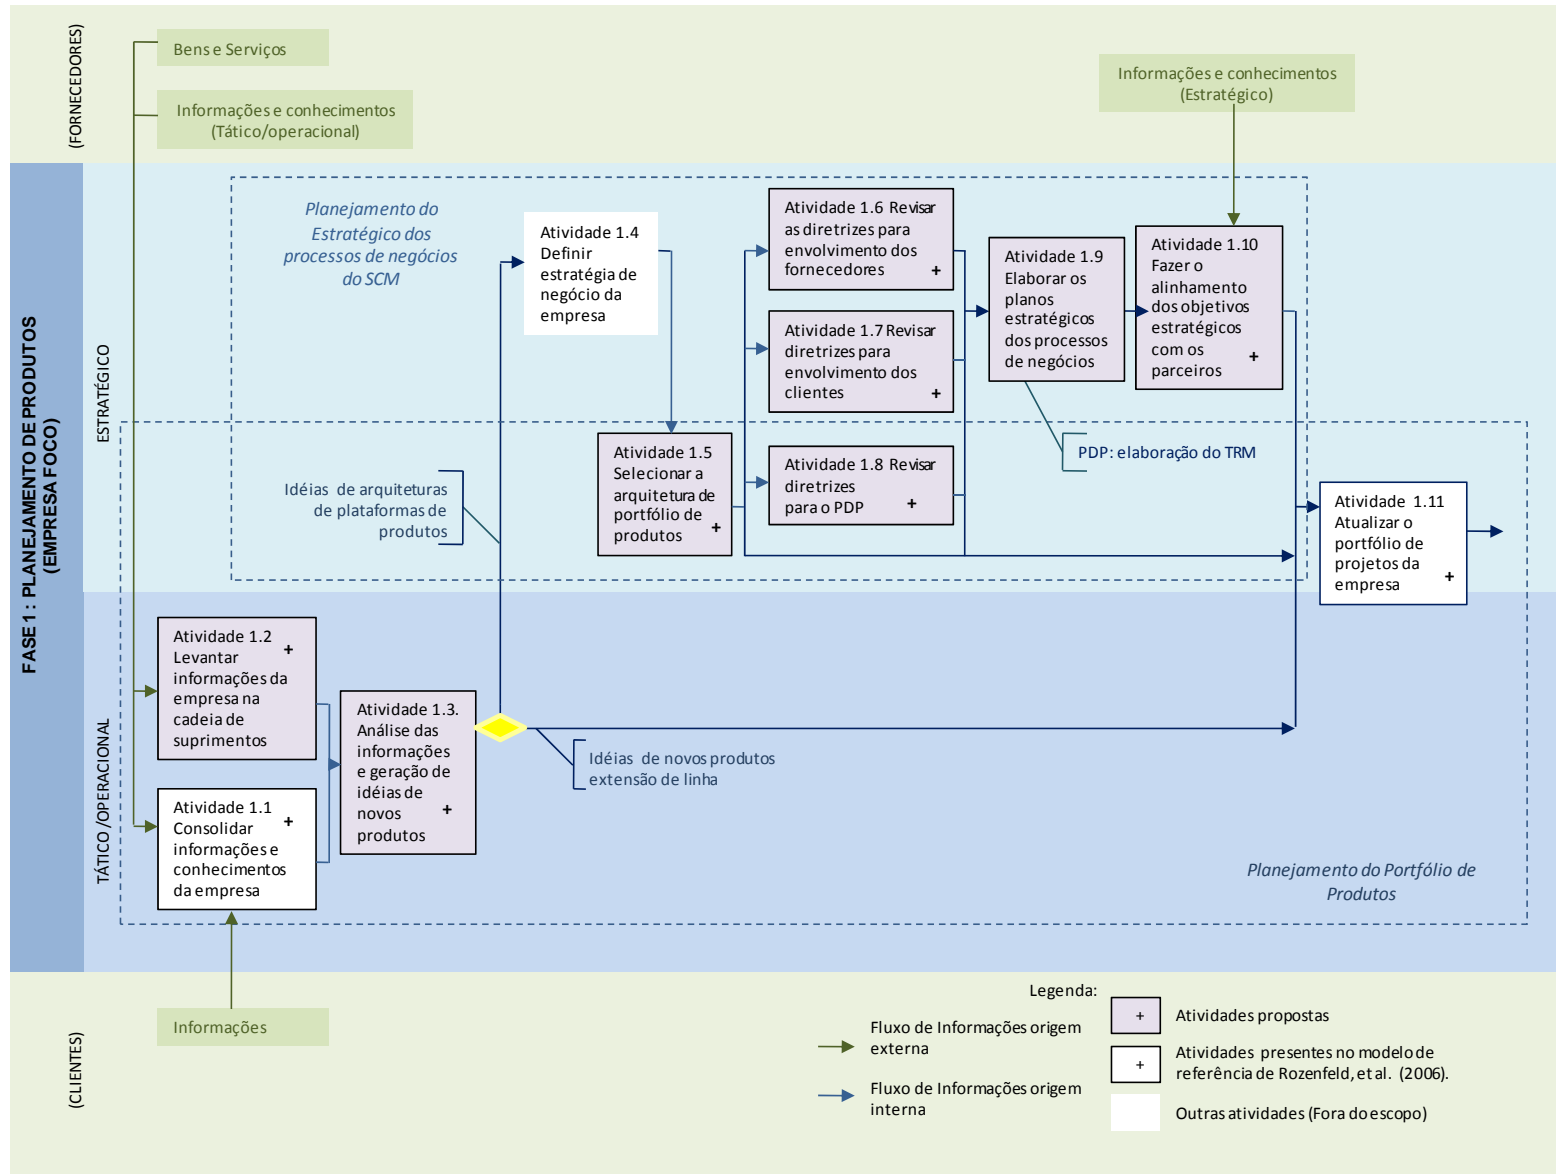 (FORNECEDORES)
Bens e Serviços
Informações e conhecimentos
(Tático/operacional)
Informações e conhecimentos
(Estratégico)
FASE 1 : PLANEJAMENTO DE PRODUTOS
(EMPRESA FOCO)
ESTRATÉGICO
Planejamento do
Estratégico dos
processos de negócios
do SCM
Atividade 1.4
Definir
estratégia de
negócio da
empresa
Atividade 1.6 Revisar
as diretrizes para
envolvimento dos
fornecedores
+
Atividade 1.7 Revisar
diretrizes para
envolvimento dos
clientes
+
Atividade 1.8 Revisar
diretrizes
para o PDP
+
Atividade 1.9
Elaborar os
planos
estratégicos
dos processos
de negócios
Atividade 1.10
Fazer o
alinhamento
dos objetivos
estratégicos
com os
parceiros
+
Atividade 1.5
Selecionar a
arquitetura de
portfólio de
produtos
+
PDP: elaboração do TRM
Idéias de arquiteturas
de plataformas de
produtos
Atividade 1.11
Atualizar o
portfólio de
projetos da
empresa
+
TÁTICO /OPERACIONAL
Atividade 1.2
Levantar
informações da
empresa na
cadeia de
suprimentos
+
Atividade 1.3.
Análise das
informações
e geração de
idéias de
novos
produtos
+
Idéias de novos produtos
extensão de linha
Atividade 1.1
Consolidar
informações e
conhecimentos
da empresa
+
Planejamento do Portfólio de
Produtos
(CLIENTES)
Informações
Legenda:
Fluxo de Informações origem
externa
Fluxo de Informações origem
interna
+
Atividades propostas
+
Atividades presentes no modelo de
referência de Rozenfeld, et al. (2006).
Outras atividades (Fora do escopo)